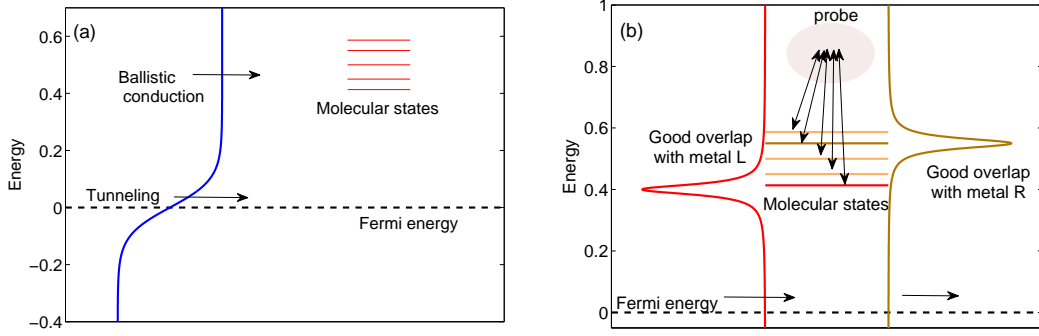 (a)
0.6
0.4
0.2
0
−0.2
−0.4
Energy
Ballistic
conduction
Molecular states
Tunneling
Fermi energy
(b)
probe
1
0.8
0.6
0.4
0.2
0
Energy
Good overlap
with metal L
Good overlap
with metal R
Molecular states
Fermi energy